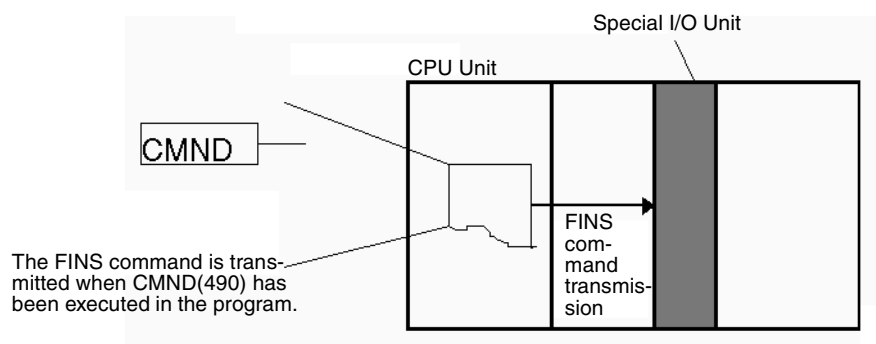 Special I/O Unit
CPU Unit
CMND
FINS
com-
mand
transmis-
sion
The FINS command is trans-
mitted when CMND(490) has
been executed in the program.